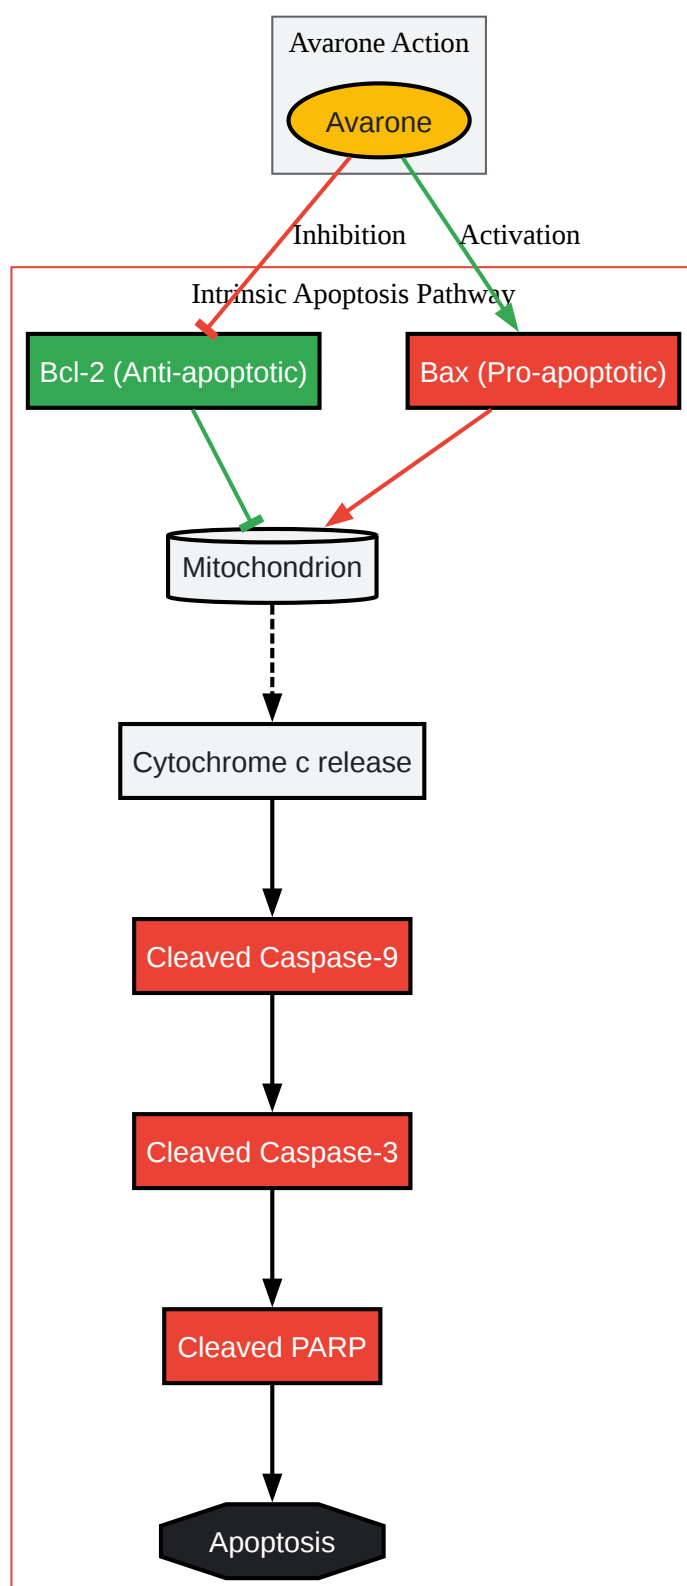 Avarone Action
Avarone
Inhibition
Activation
Intrinsic Apoptosis Pathway
Bcl-2 (Anti-apoptotic)
Bax (Pro-apoptotic)
Mitochondrion
Cytochrome c release
Cleaved Caspase-9
Cleaved Caspase-3
Cleaved PARP
Apoptosis